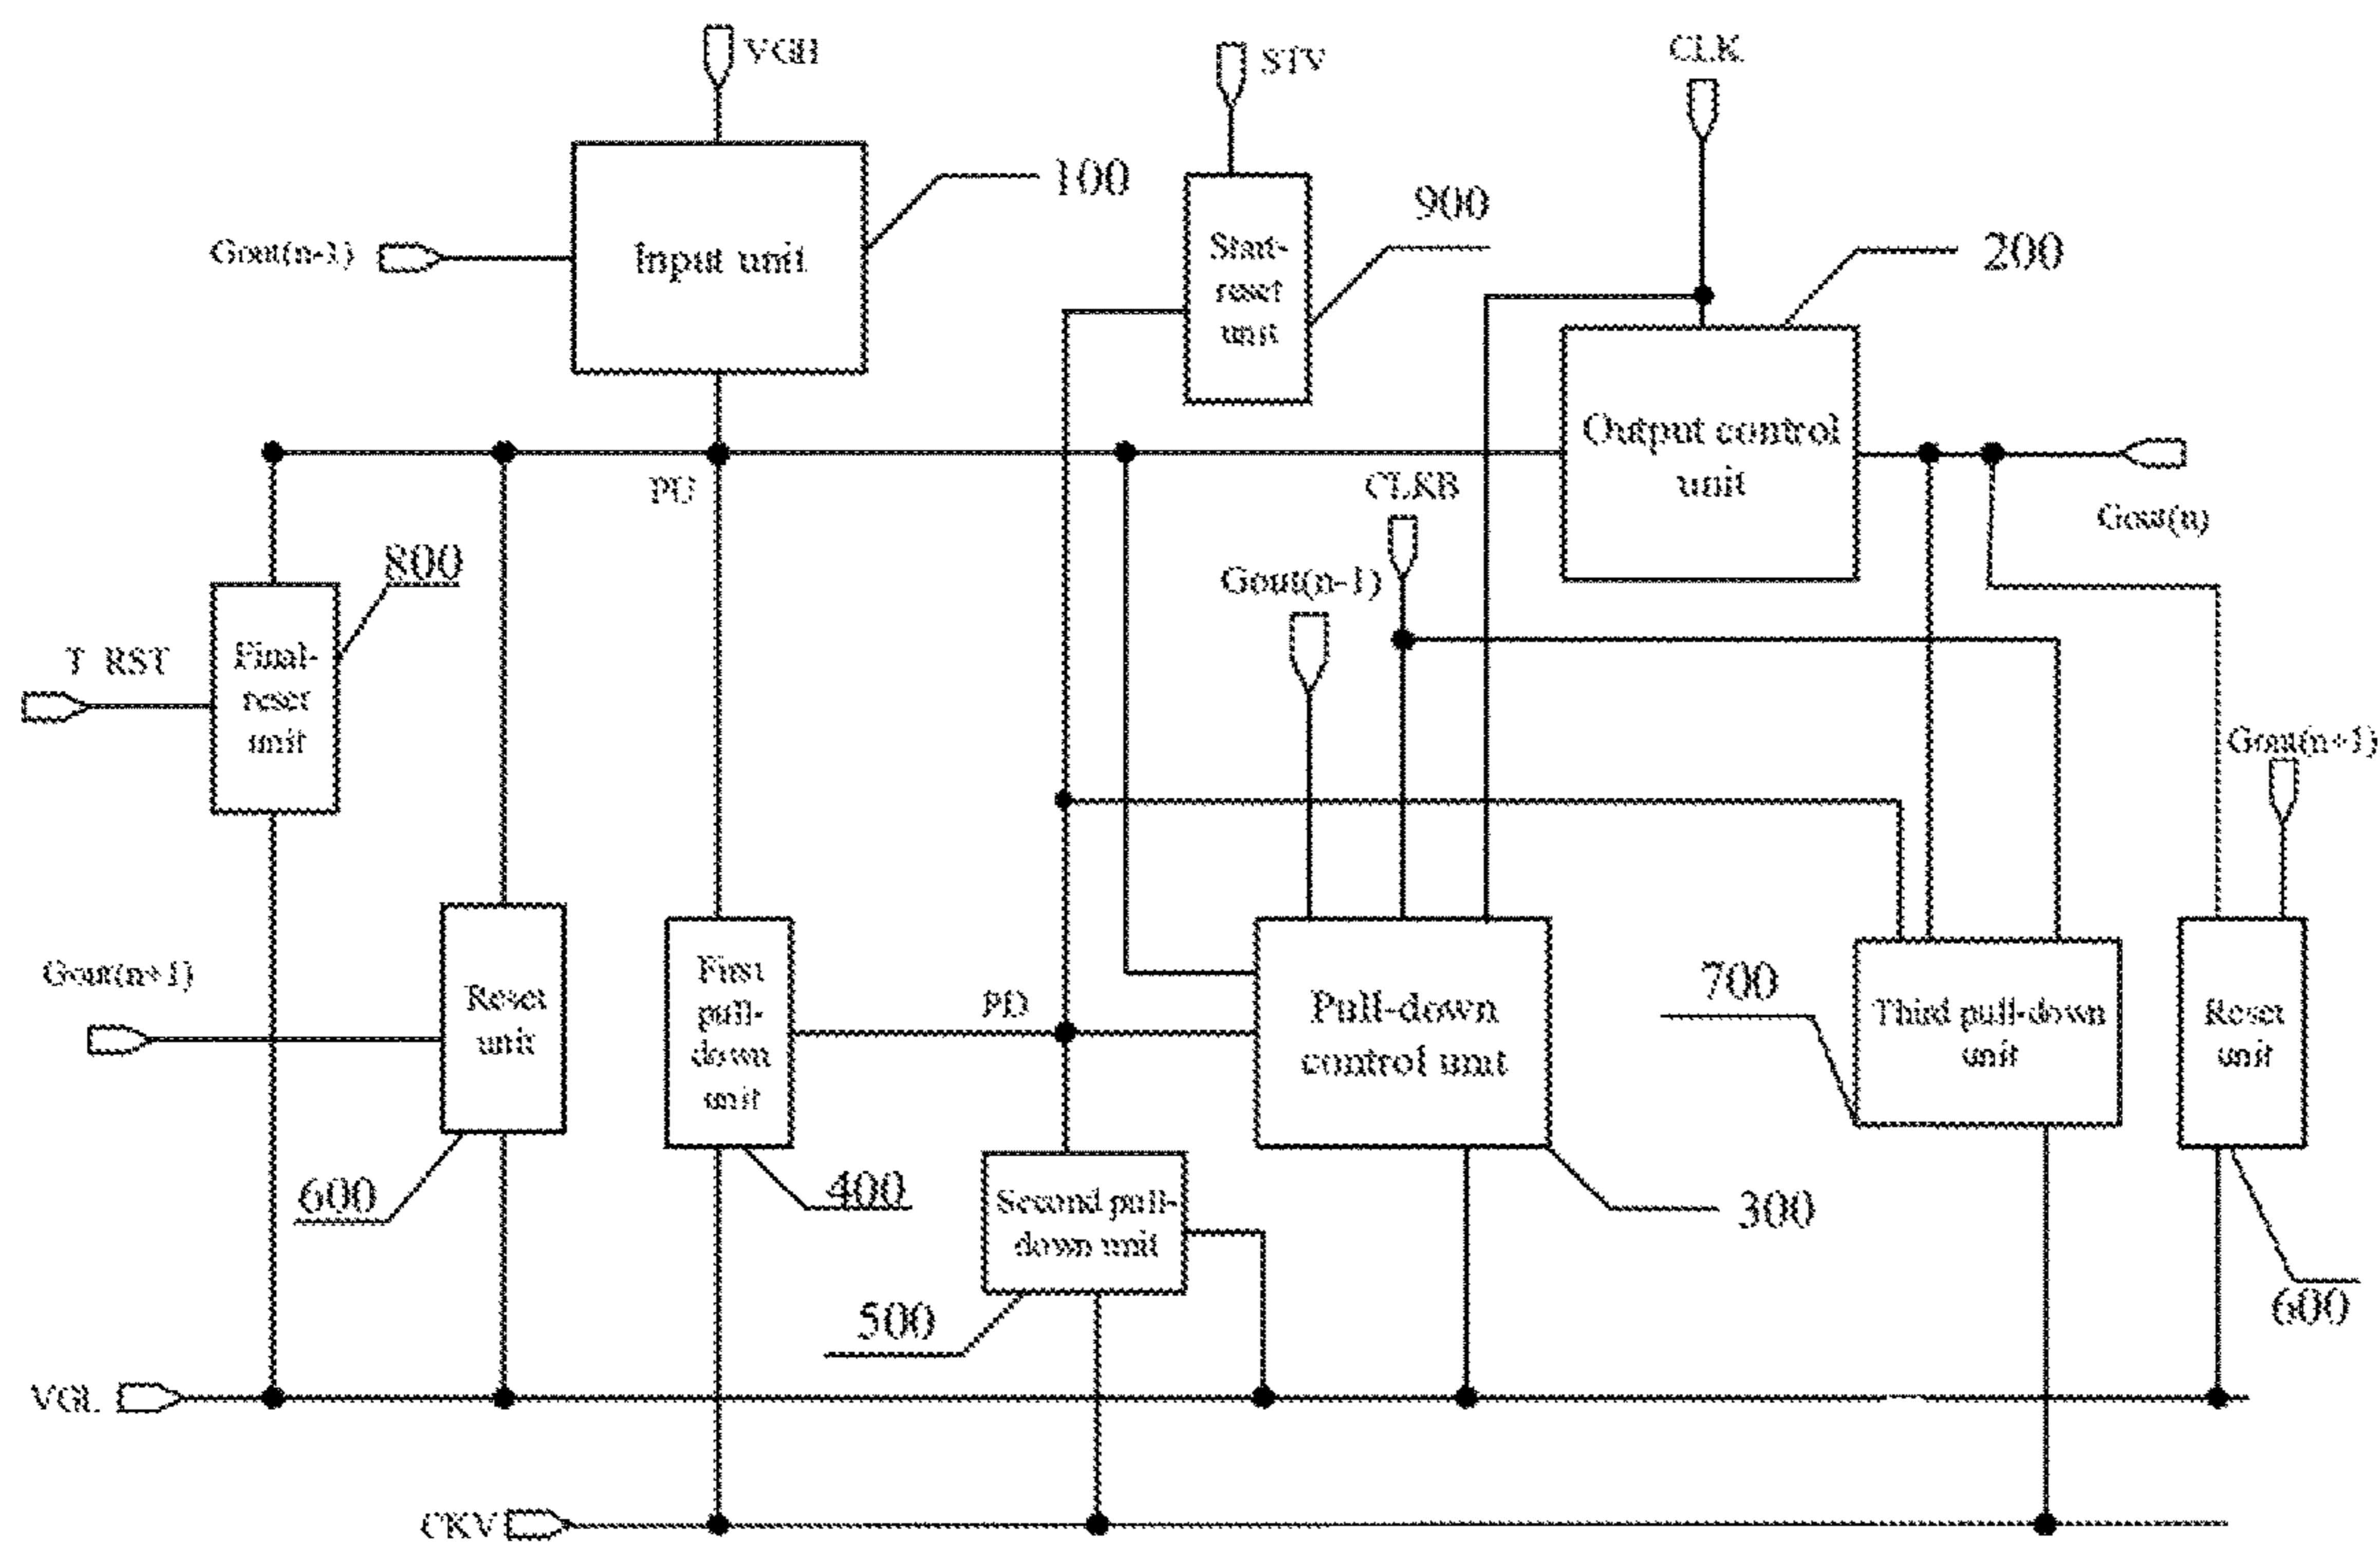 VGH
STV
CLK
100
900
Gout(n-1)
Input unit
Start-
reset
unit
200
Output control
unit
PU
CLKB
Gout(n)
800
Gout(n-1)
T RST
Final-
reset
unit
Gout(n+1)
Gout(n+1)
Reset
unit
First
pull-
down
unit
PD
Pull-down
control unit
700
Third pull-down
unit
Reset
unit
600
400
Second pull-
down unit
300
500
600
VGL
CKV